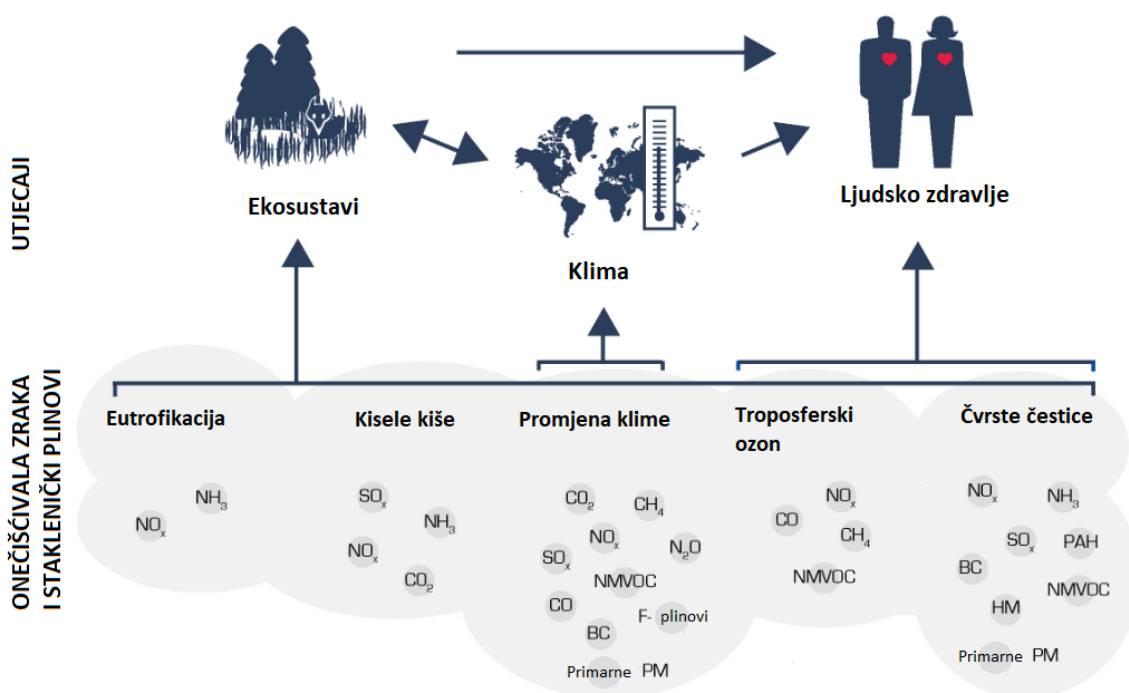 UTJECAJI
Ekosustavi
Klima
Ljudsko zdravlje
ONEČIŠĆIVALA ZRAKA
I STAKLENIČKI PLINOVI
Eutrofikacija
NH₃
NOₓ
Kisele kiše
SOₓ
NH₃
NOₓ
CO₂
Promjena klime
CO₂
CH₄
NOₓ
N₂O
SOₓ
NMVOC
CO
F- plinovi
BC
Primarne PM
Troposferski
ozon
NOₓ
CO
CH₄
NMVOC
Čvrste čestice
NOₓ
NH₃
SOₓ
PAH
BC
NMVOC
HM
Primarne PM